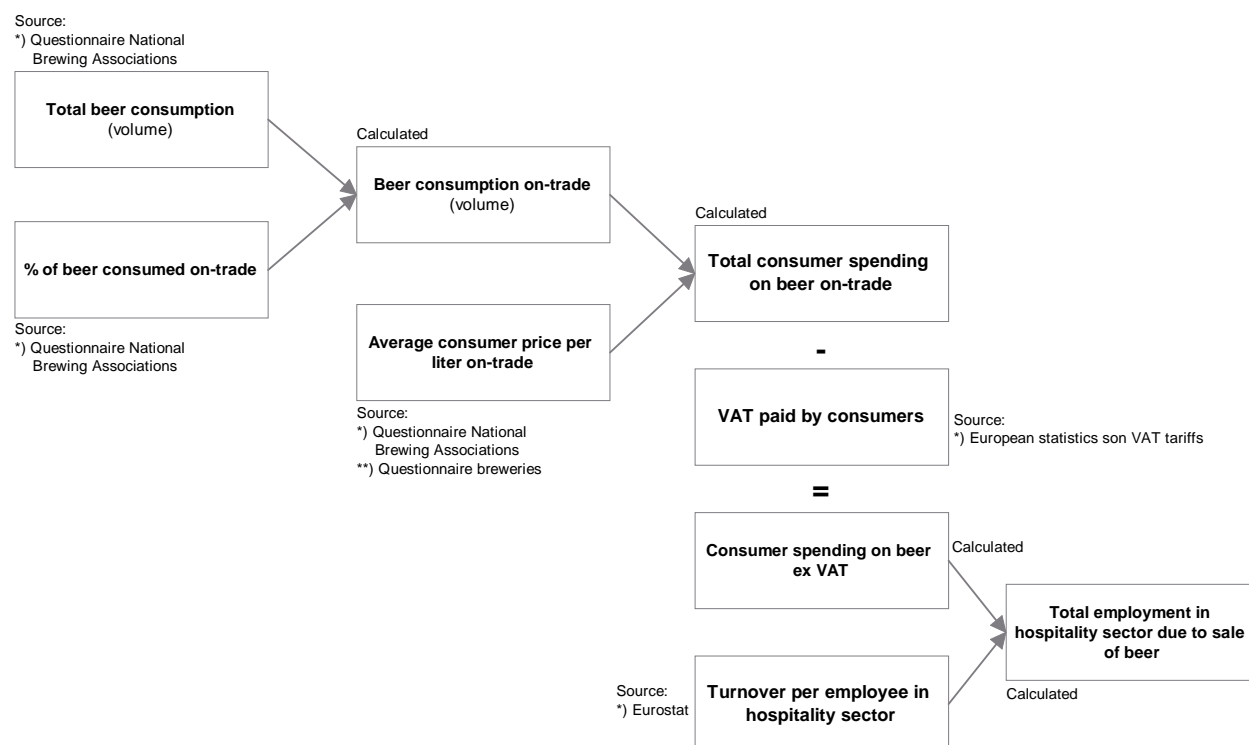 Source:
*) Questionnaire National
Brewing Associations
Total beer consumption
(volume)
% of beer consumed on-trade
Source:
*) Questionnaire National
Brewing Associations
Calculated
Beer consumption on-trade
(volume)
Average consumer price per
liter on-trade
Source:
*) Questionnaire National
Brewing Associations
**) Questionnaire breweries
Calculated
Total consumer spending
on beer on-trade
-
VAT paid by consumers
Source:
*) European statistics son VAT tariffs
=
Consumer spending on beer
ex VAT
Calculated
Source:
*) Eurostat
Turnover per employee in
hospitality sector
Total employment in
hospitality sector due to sale
of beer
Calculated